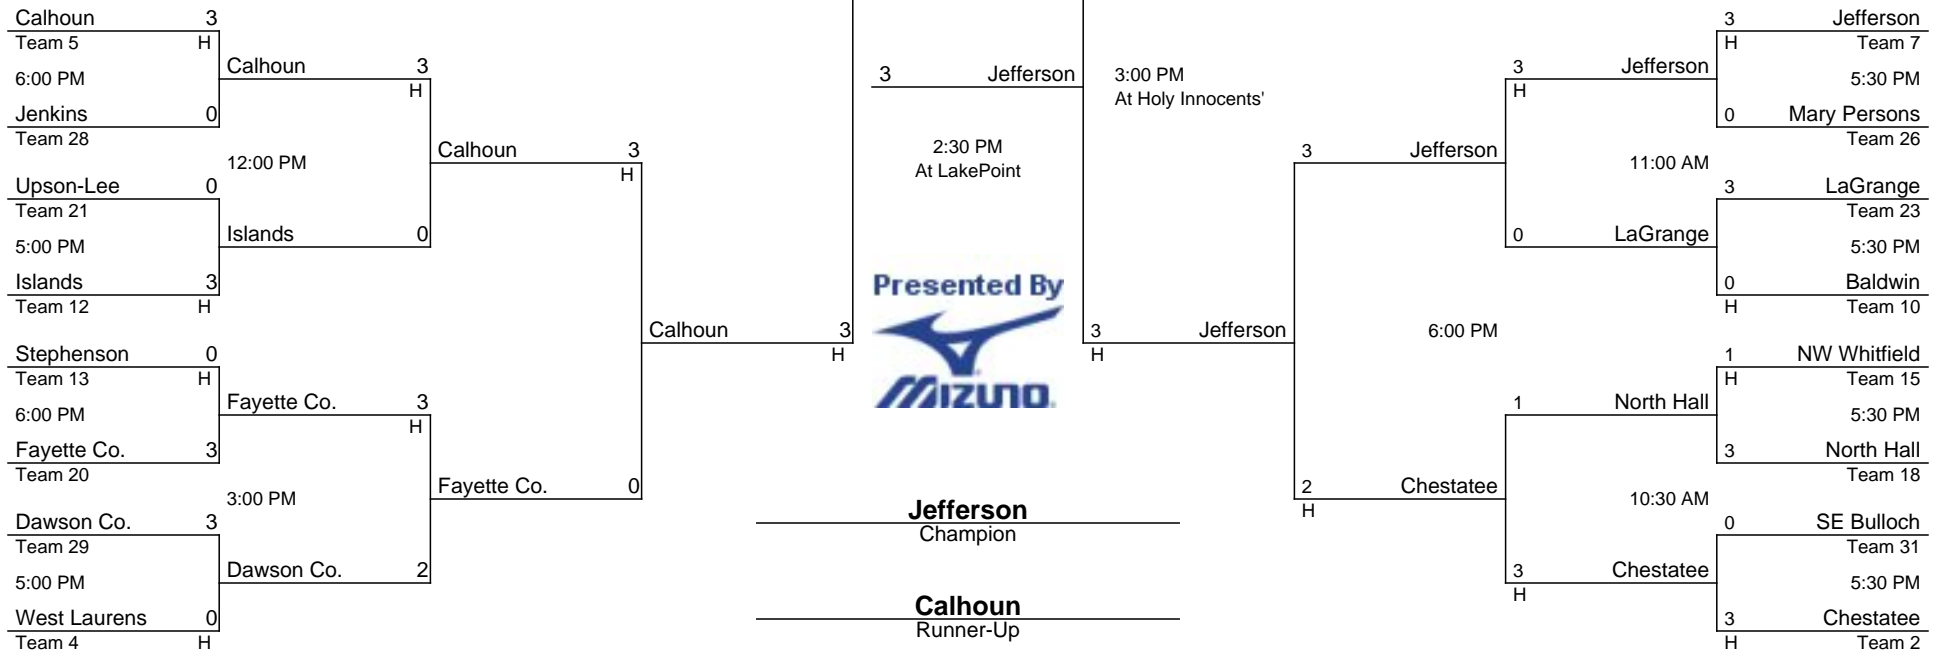 Calhoun 3
Team 5 H
6:00 PM
Jenkins 0
Team 28
Upson-Lee 0
Team 21
5:00 PM
Islands 3
Team 12 H
Stephenson 0
Team 13 H
6:00 PM
Fayette Co. 3
Team 20
Dawson Co. 3
Team 29
5:00 PM
West Laurens 0
Team 4 H
Calhoun 3
H
12:00 PM
Islands 0
Fayette Co. 3
H
3:00 PM
Dawson Co. 2
Calhoun 3
H
Fayette Co. 0
Calhoun 3
H
3 Jefferson
2:30 PM
At LakePoint
Presented By
MIZUNO
Jefferson
Champion
Calhoun
Runner-Up
3:00 PM
At Holy Innocents'
3 Jefferson
H
3 Jefferson
6:00 PM
2 Chestatee
H
3 Jefferson
H
11:00 AM
0 LaGrange
1 North Hall
10:30 AM
3 Chestatee
H
3 Jefferson
H Team 7
5:30 PM
0 Mary Persons
Team 26
3 LaGrange
Team 23
5:30 PM
0 Baldwin
H Team 10
1 NW Whitfield
H Team 15
5:30 PM
3 North Hall
Team 18
0 SE Bulloch
Team 31
5:30 PM
3 Chestatee
H Team 2